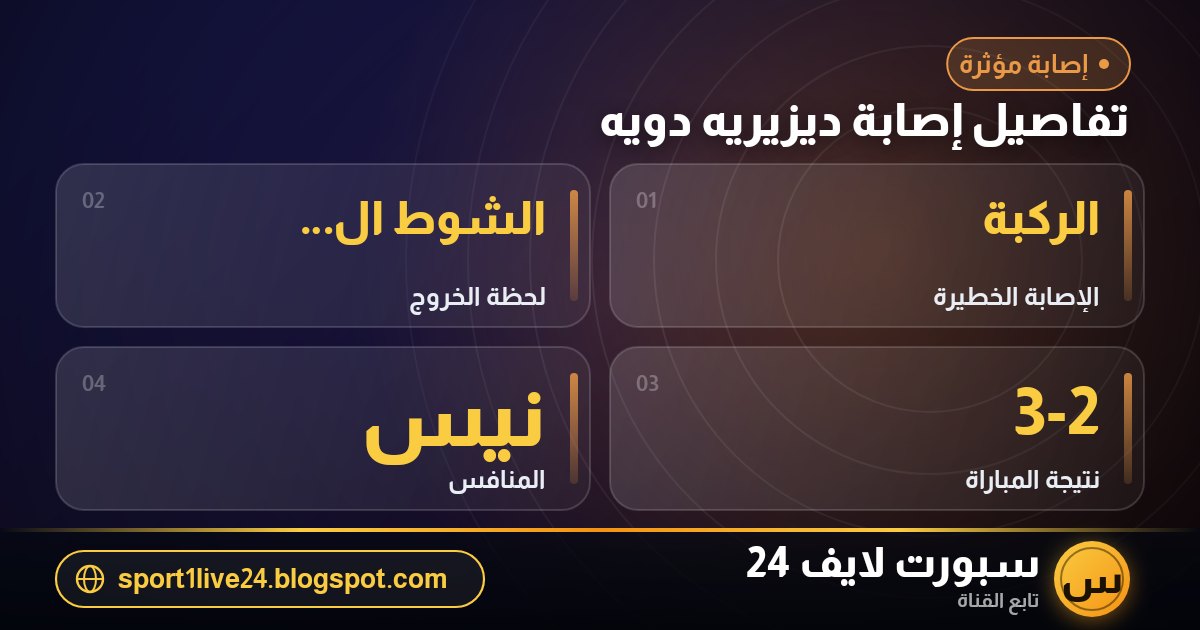 إصابة مؤثرة
تفاصيل إصابة ديزيريه دويه
01
الركبة
الإصابة الخطيرة
02
الشوط ال...
لحظة الخروج
03
3-2
نتيجة المباراة
04
نيس
المنافس
س
سبورت لايف 24
تابع القناة
sport1live24.blogspot.com